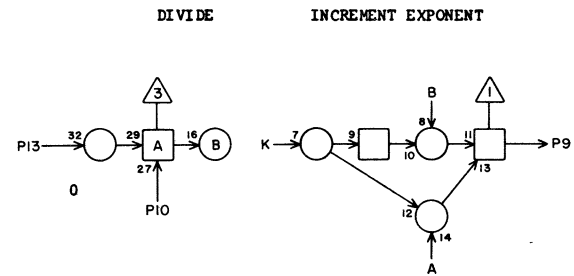 DIVIDE INCREMENT EXPONENT
3 1
B
32 29 16 8
P13 A B K 7 9 10 11 P9
27 13
0
P10 12
14
A